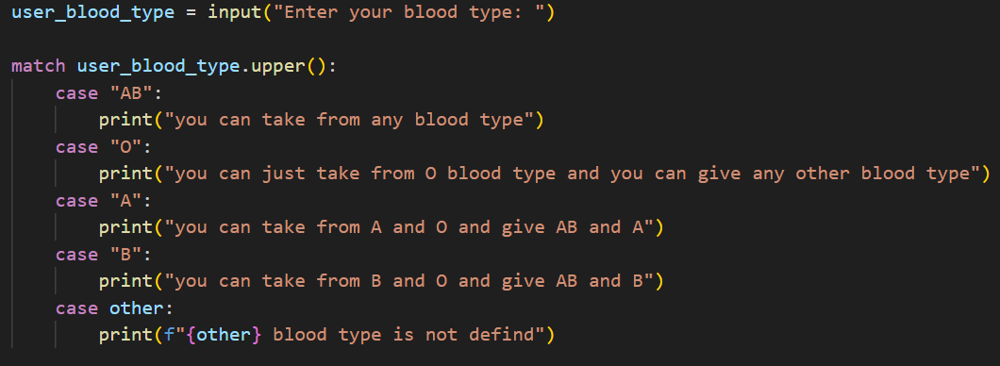 user_blood_type = input("Enter your blood type: ")
match user_blood_type.upper():
case "AB":
print("you can take from any blood type")
case "O":
print("you can just take from O blood type and you can give any other blood type")
case "A":
print("you can take from A and O and give AB and A")
case "B":
print("you can take from B and O and give AB and B")
case other:
print(f"{other} blood type is not defind")